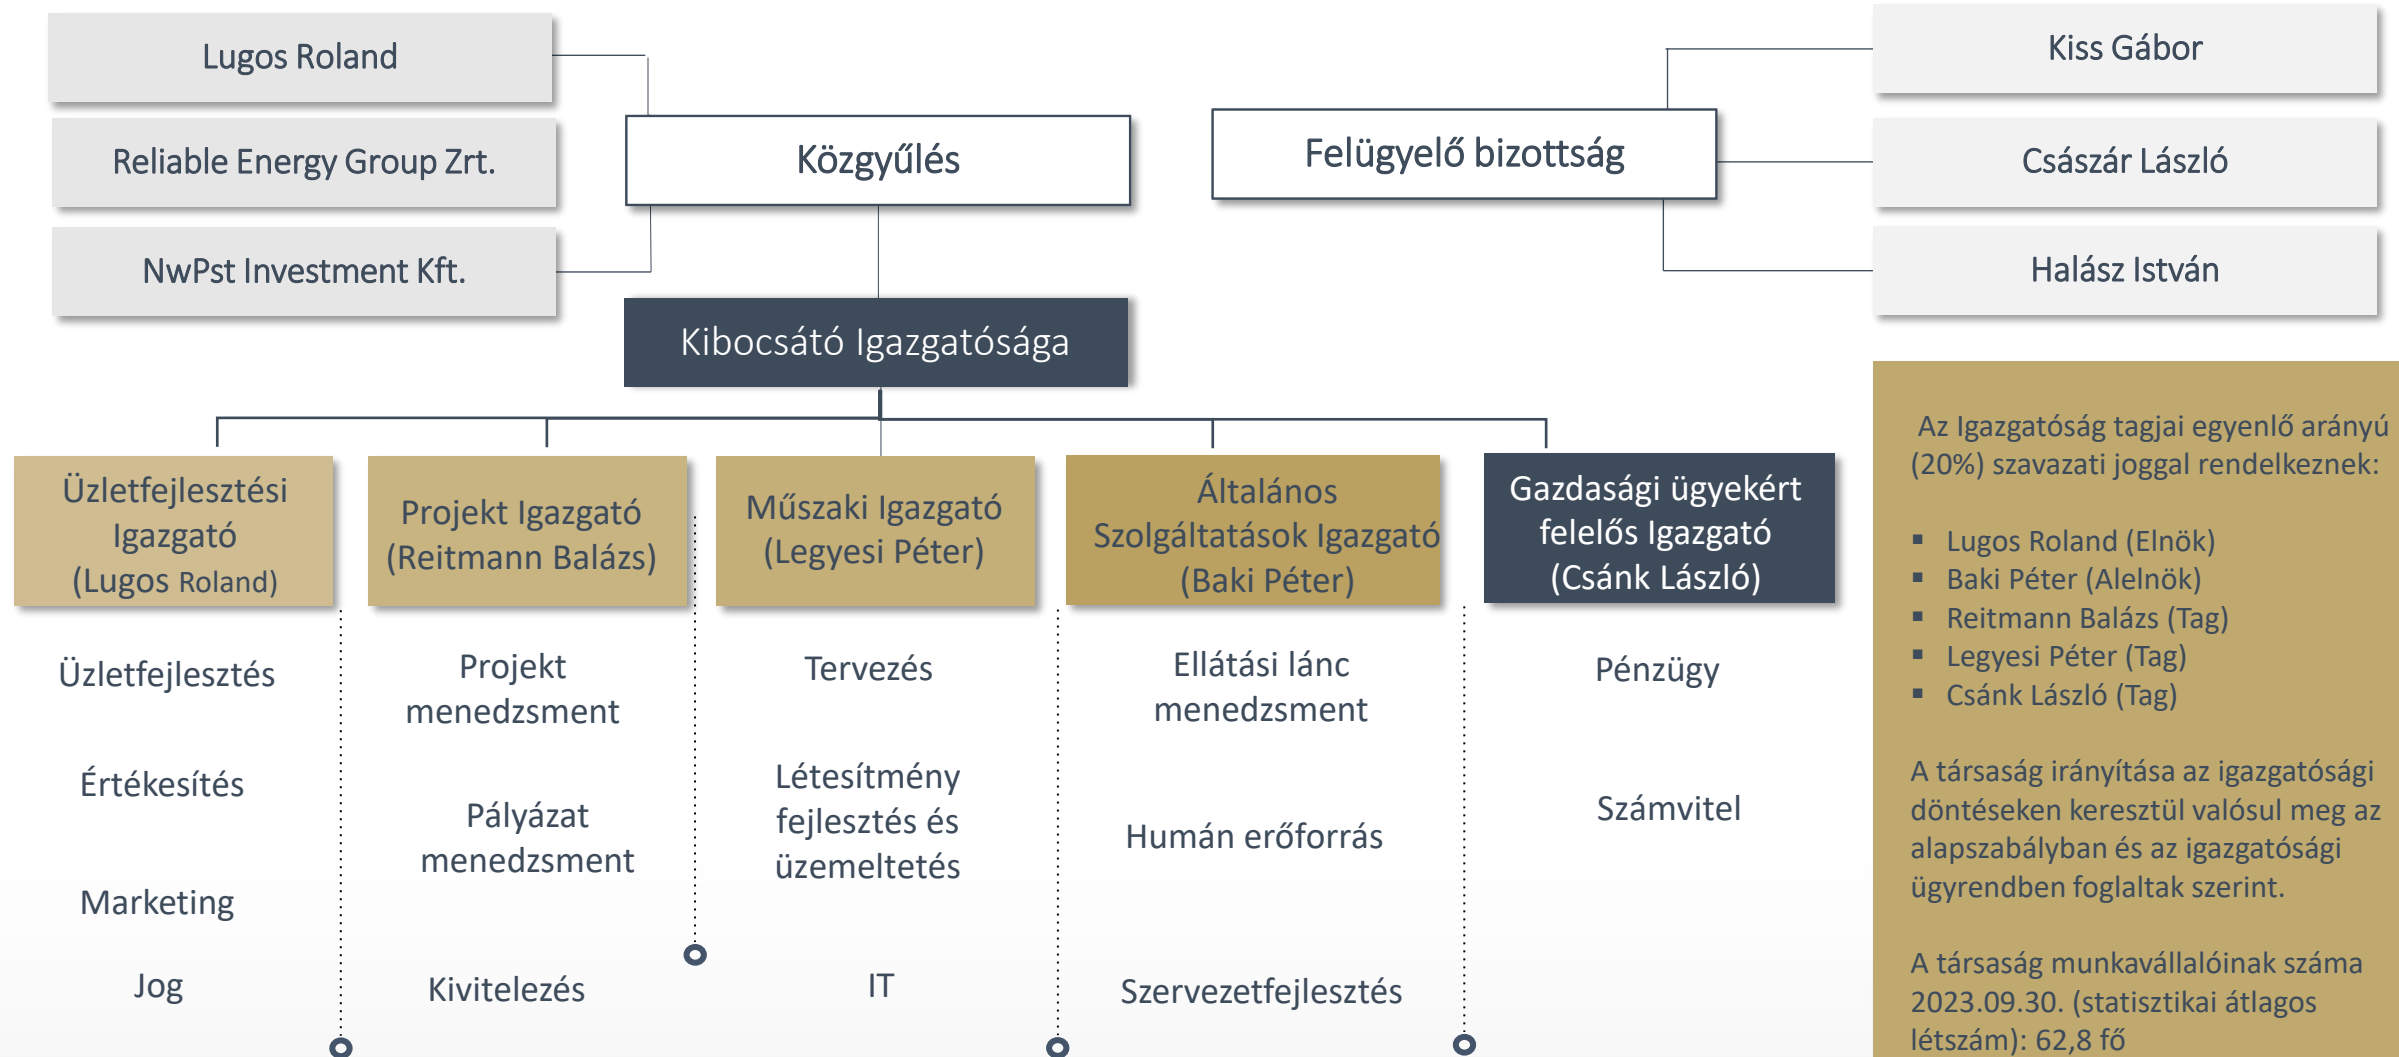 Lugos Roland
Reliable Energy Group Zrt.
NwPst Investment Kft.
Közgyűlés
Felügyelő bizottság
Kiss Gábor
Császár László
Halász István
Kibocsátó Igazgatósága
Üzletfejlesztési
Igazgató
(Lugos Roland)
Üzletfejlesztés
Értékesítés
Marketing
Jog
Projekt Igazgató
(Reitmann Balázs)
Projekt
menedzsment
Pályázat
menedzsment
Kivitelezés
Műszaki Igazgató
(Legyesi Péter)
Tervezés
Létesítmény
fejlesztés és
üzemeltetés
IT
Általános
Szolgáltatások Igazgató
(Baki Péter)
Ellátási lánc
menedzsment
Humán erőforrás
Szervezetfejlesztés
Gazdasági ügyekért
felelős Igazgató
(Csánk László)
Pénzügy
Számvitel
Az Igazgatóság tagjai egyenlő arányú
(20%) szavazati joggal rendelkeznek:
▪ Lugos Roland (Elnök)
▪ Baki Péter (Alelnök)
▪ Reitmann Balázs (Tag)
▪ Legyesi Péter (Tag)
▪ Csánk László (Tag)
A társaság irányítása az igazgatósági
döntéseken keresztül valósul meg az
alapszabályban és az igazgatósági
ügyrendben foglaltak szerint.
A társaság munkavállalóinak száma
2023.09.30. (statisztikai átlagos
létszám): 62,8 fő